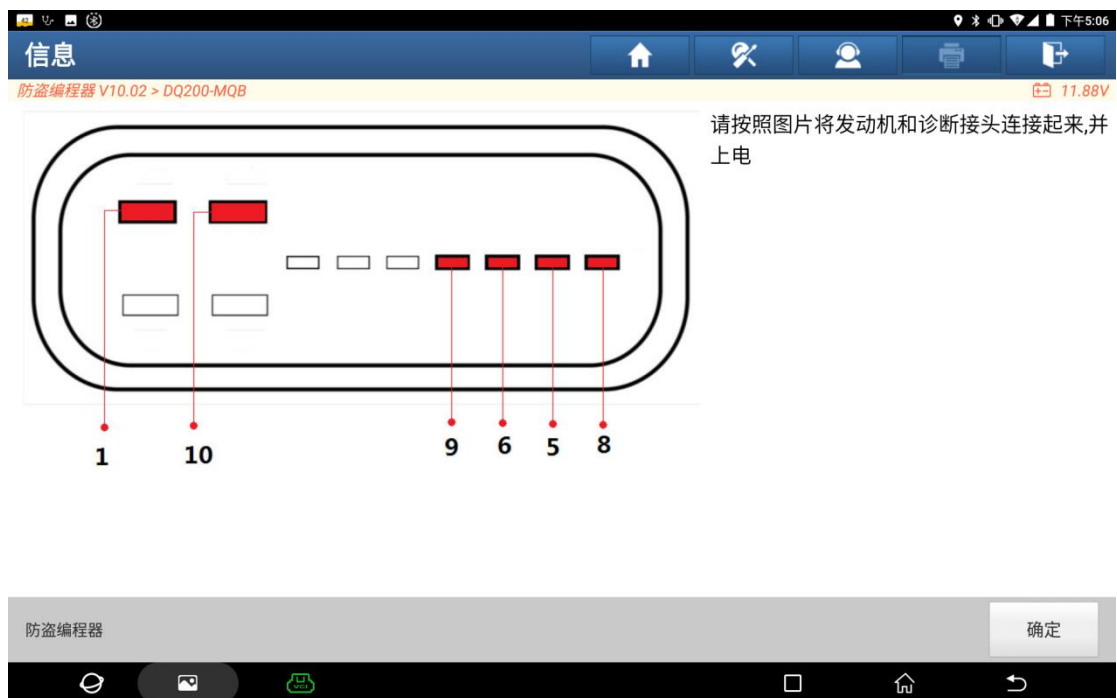 42
下午5:06
信息
防盗编程器 V10.02 > DQ200-MQB
11.88V
请按照图片将发动机和诊断接头连接起来,并
上电
1
10
9
6
5
8
防盗编程器
确定
VCI